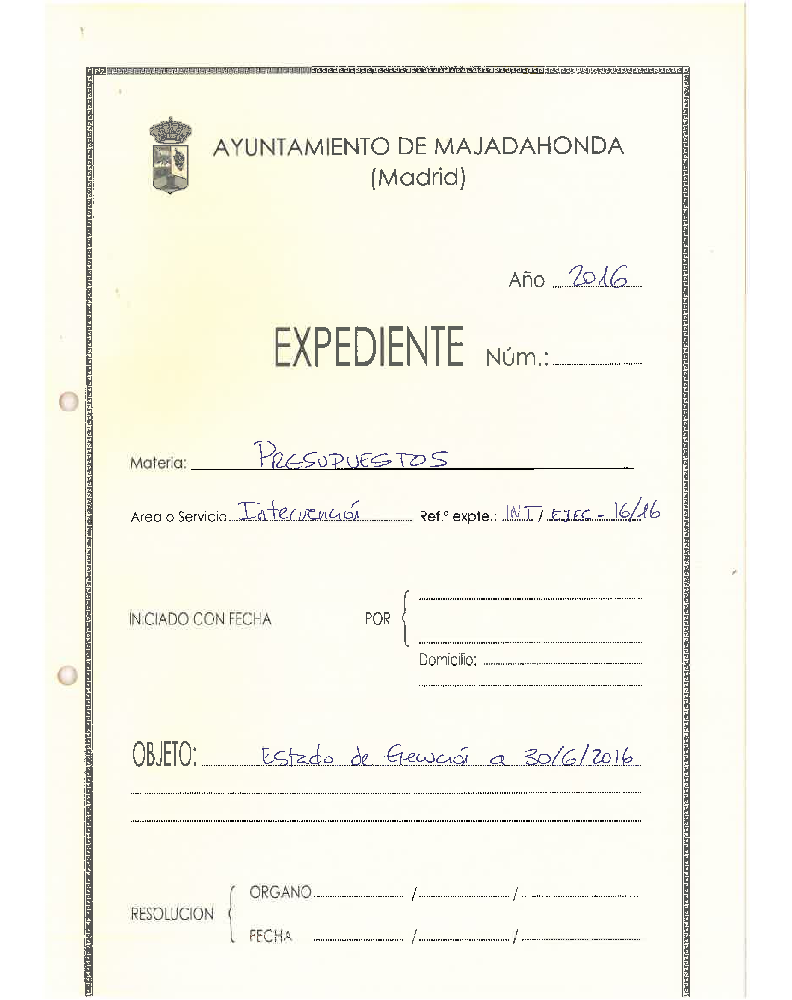 AYUNTAMIENTO DE MAJADAHONDA
(Madrid)
Año 2016
EXPEDIENTE Núm.:
Materia: PRESUPUESTOS
Area o Servicio Intervención Ref.ª expte.: INT / EJEC - 16/16
INICIADO CON FECHA POR
Domicilio:
OBJETO: Estado de Ejecución a 30/6/2016
RESOLUCION
ORGANO / /
FECHA / /